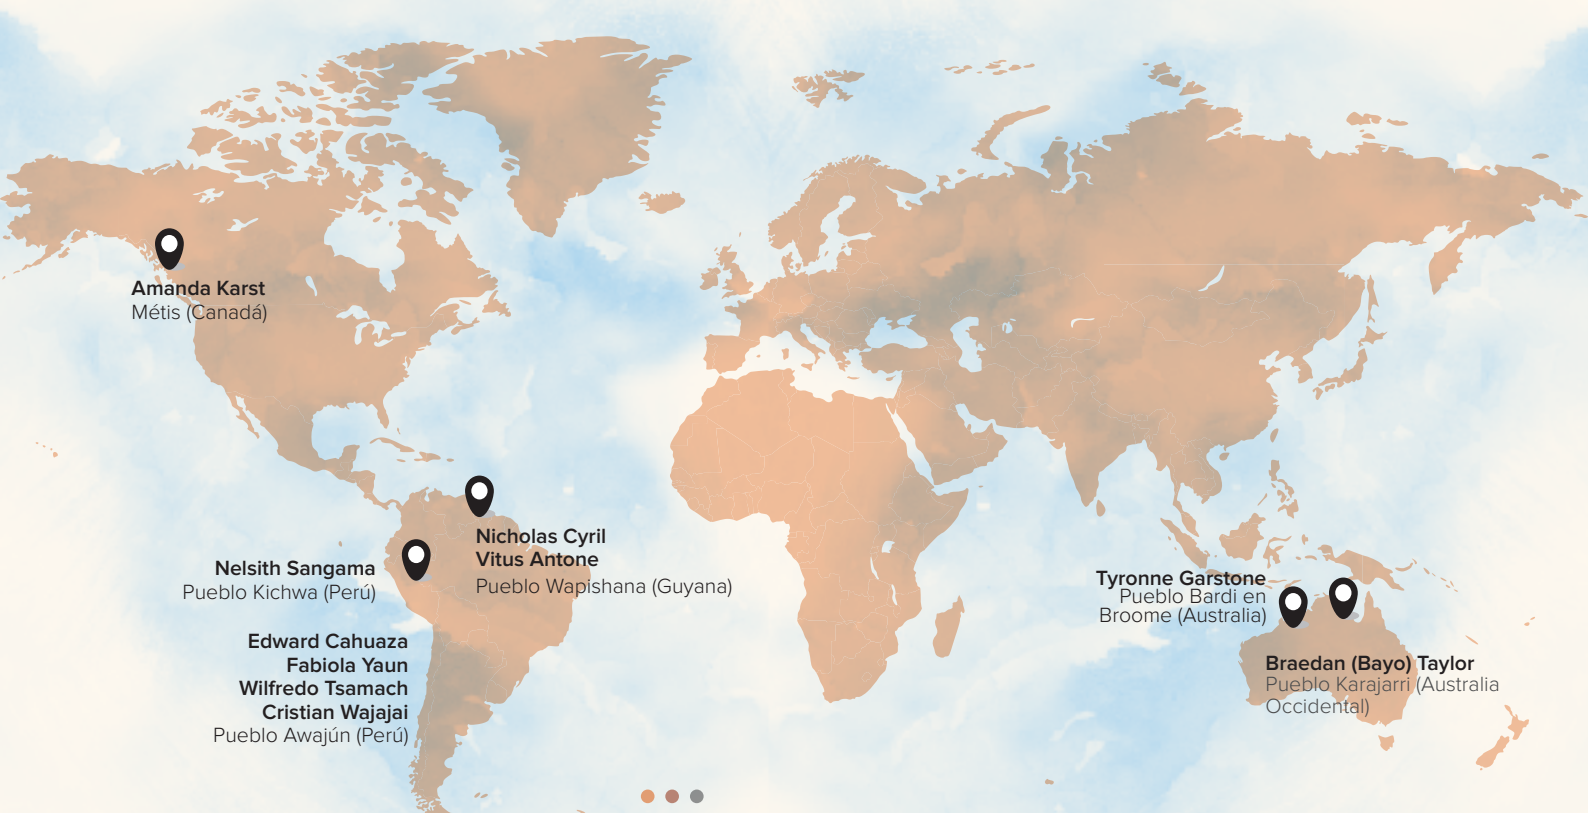 Amanda Karst
Métis (Canadá)
Nicholas Cyril
Vitus Antone
Pueblo Wapishana (Guyana)
Nelsith Sangama
Pueblo Kichwa (Perú)
Edward Cahuaza
Fabiola Yaun
Wilfredo Tsamach
Cristian Wajajai
Pueblo Awajún (Perú)
Tyronne Garstone
Pueblo Bardi en
Broome (Australia)
Braedan (Bayo) Taylor
Pueblo Karajarri (Australia
Occidental)